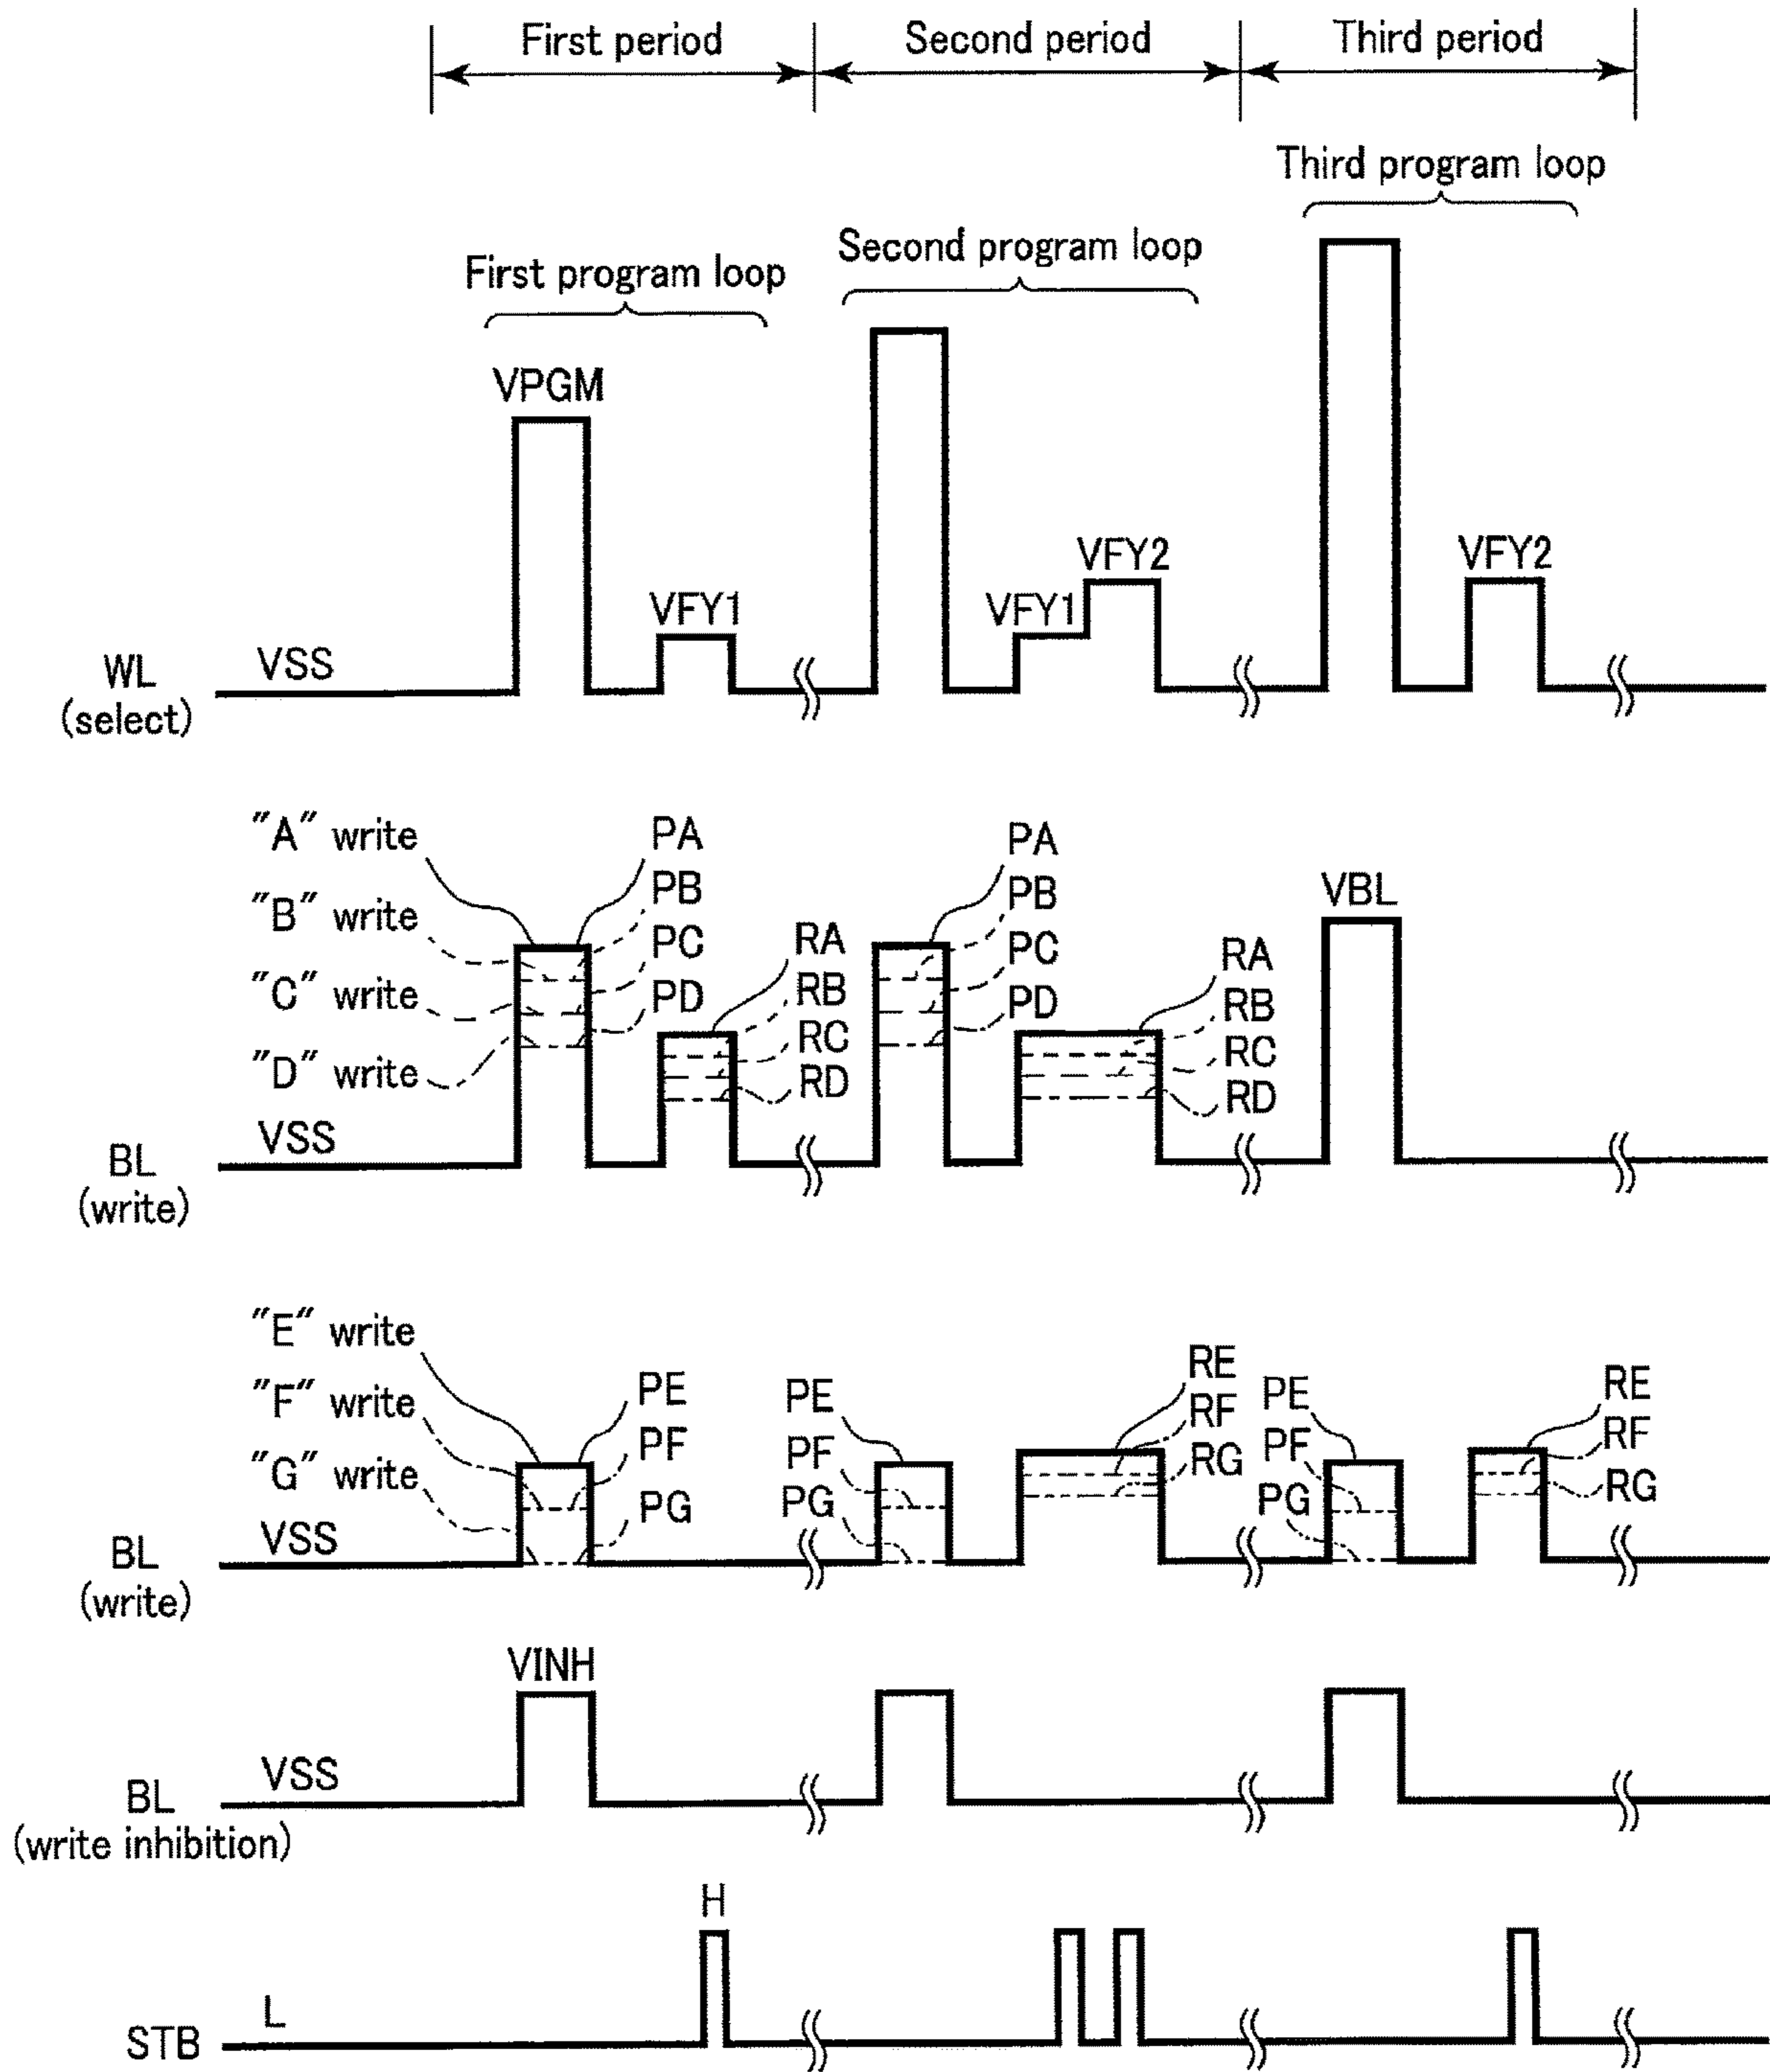 First period
Second period
Third period
Third program loop
Second program loop
First program loop
VPGM
VFY2
VFY2
VFY1
VFY1
VSS
WL
(select)
"A" write
PA
PA
"B" write
PB
PB
VBL
"C" write
PC
RA
PC
RA
"D" write
PD
RB
PD
RB
RC
RC
RD
RD
VSS
BL
(write)
"E" write
PE
PE
RE
PE
RE
"F" write
PF
PF
RF
PF
RF
"G" write
PG
PG
RG
PG
RG
VSS
BL
(write)
VINH
VSS
BL
(write inhibition)
H
L
STB